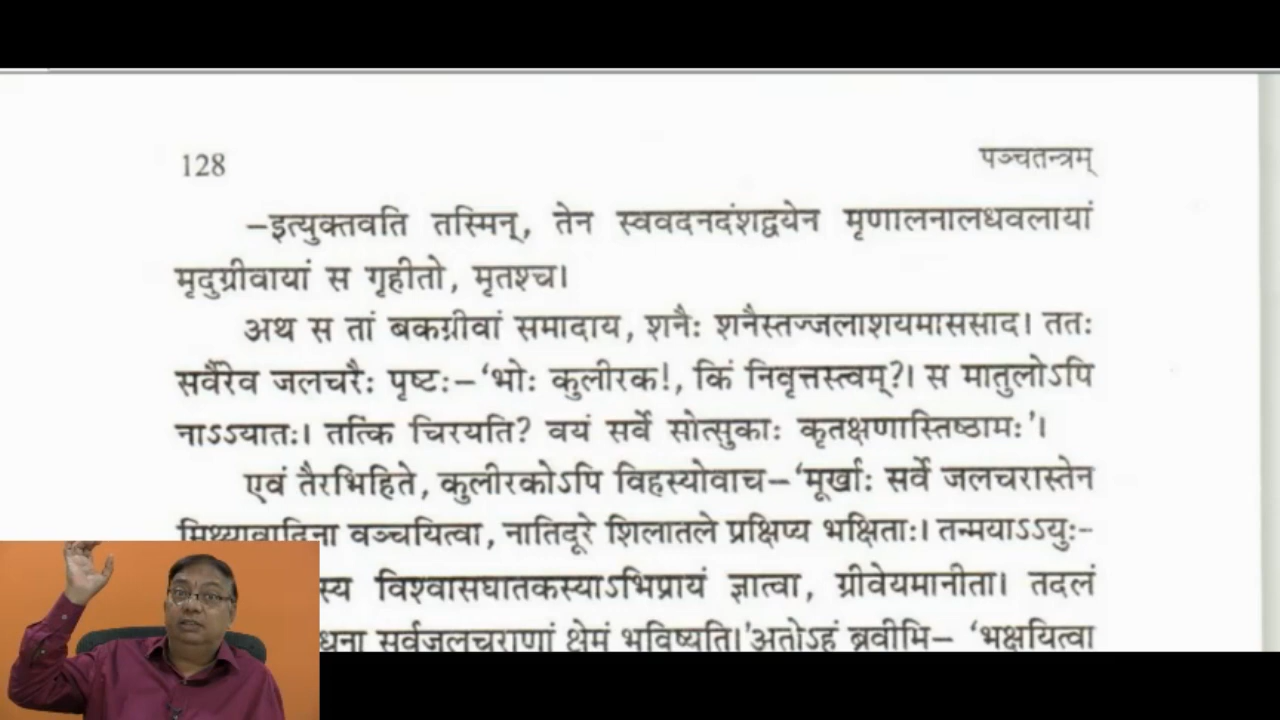 128
पञ्चतन्त्रम्
–इत्युक्तवति तस्मिन्, तेन स्ववदनदंशद्वयेन मृणालनालधवलायां
मृदुग्रीवायां स गृहीतो, मृतश्च।
अथ स तां बकग्रीवां समादाय, शनैः शनैस्तज्जलाशयमाससाद। ततः
सर्वैरेव जलचरैः पृष्टः–‘भोः कुलीरक!, किं निवृत्तस्त्वम्?। स मातुलोऽपि
नाऽऽयातः। तत्किं चिरयति? वयं सर्वे सोत्सुकाः कृतक्षणास्तिष्ठामः’।
एवं तैरभिहिते, कुलीरकोऽपि विहस्योवाच–‘मूर्खाः सर्वे जलचरास्तेन
मिथ्यावादिना वञ्चयित्वा, नातिदूरे शिलातले प्रक्षिप्य भक्षिताः। तन्मयाऽऽयुः-
स्य विश्वासघातकस्याऽभिप्रायं ज्ञात्वा, ग्रीवेयमानीता। तदलं
सर्वजलचराणां क्षेमं भविष्यति।’अतोऽहं ब्रवीमि– ‘भक्षयित्वा